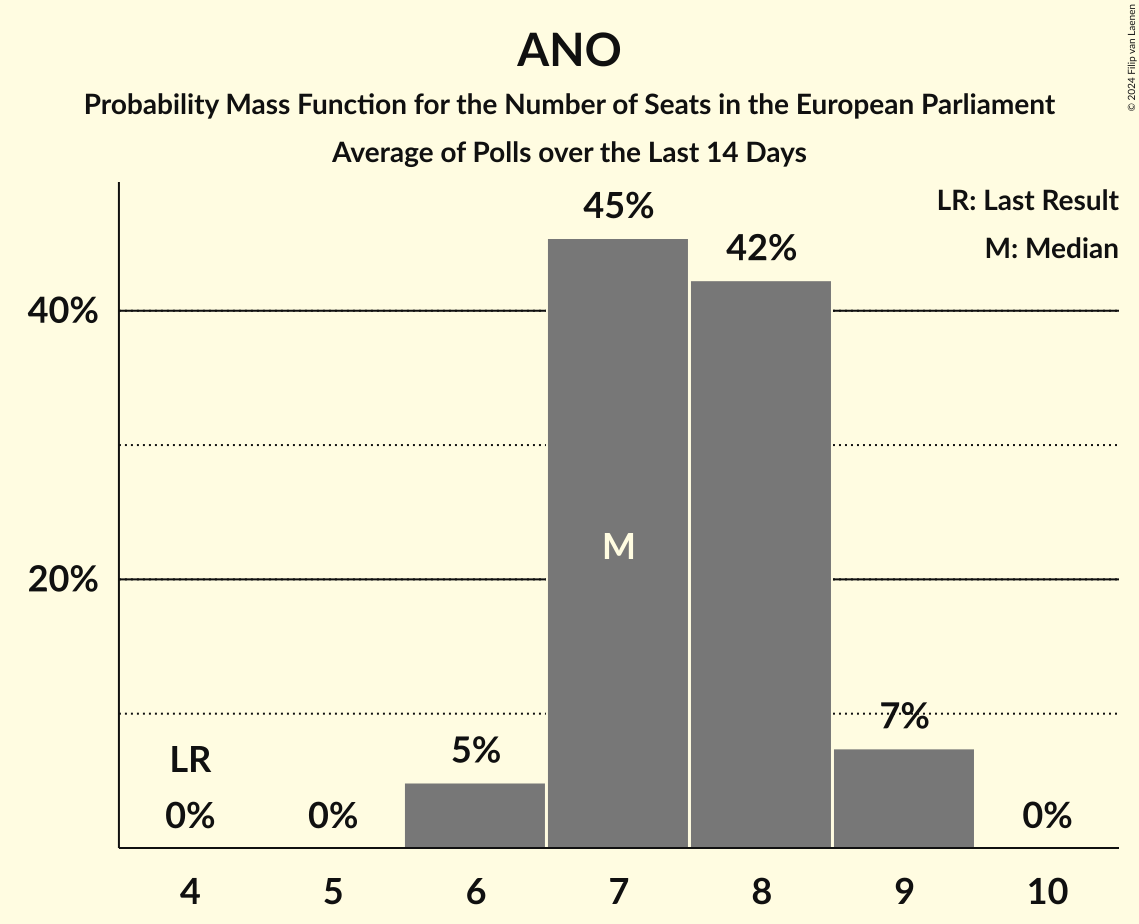 ANO
Probability Mass Function for the Number of Seats in the European Parliament
Average of Polls over the Last 14 Days
© 2024 Filip van Laenen
LR: Last Result
M: Median
45%
42%
40%
M
20%
7%
5%
LR
0%
0%
0%
4 5 6 7 8 9 10